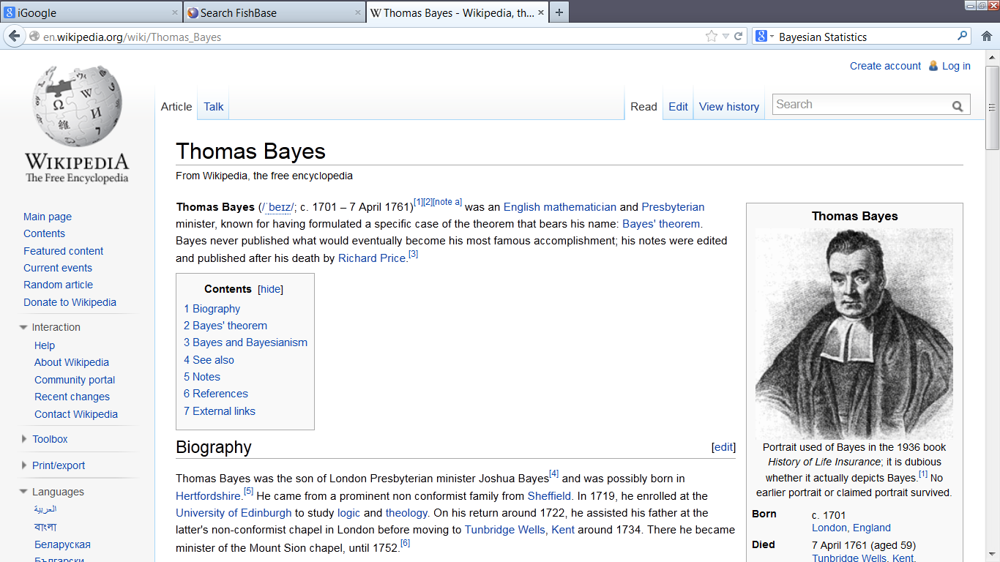 iGoogle
Search FishBase
Thomas Bayes - Wikipedia, th...
en.wikipedia.org/wiki/Thomas_Bayes
Bayesian Statistics
Create account
Log in
WIKIPEDIA
The Free Encyclopedia
Article
Talk
Read
Edit
View history
Search
Main page
Contents
Featured content
Current events
Random article
Donate to Wikipedia
Interaction
Help
About Wikipedia
Community portal
Recent changes
Contact Wikipedia
Toolbox
Print/export
Languages
العربية
বাংলা
Беларуская
Български
Thomas Bayes
From Wikipedia, the free encyclopedia
Thomas Bayes (/ˈbeɪz/; c. 1701 – 7 April 1761)[1][2][note a] was an English mathematician and Presbyterian
minister, known for having formulated a specific case of the theorem that bears his name: Bayes' theorem.
Bayes never published what would eventually become his most famous accomplishment; his notes were edited
and published after his death by Richard Price.[3]
Contents [hide]
1 Biography
2 Bayes' theorem
3 Bayes and Bayesianism
4 See also
5 Notes
6 References
7 External links
Biography
[edit]
Thomas Bayes was the son of London Presbyterian minister Joshua Bayes[4] and was possibly born in
Hertfordshire.[5] He came from a prominent non conformist family from Sheffield. In 1719, he enrolled at the
University of Edinburgh to study logic and theology. On his return around 1722, he assisted his father at the
latter's non-conformist chapel in London before moving to Tunbridge Wells, Kent around 1734. There he became
minister of the Mount Sion chapel, until 1752.[6]
Thomas Bayes
Portrait used of Bayes in the 1936 book
History of Life Insurance; it is dubious
whether it actually depicts Bayes.[1] No
earlier portrait or claimed portrait survived.
Born c. 1701
London, England
Died 7 April 1761 (aged 59)
Tunbridge Wells, Kent,